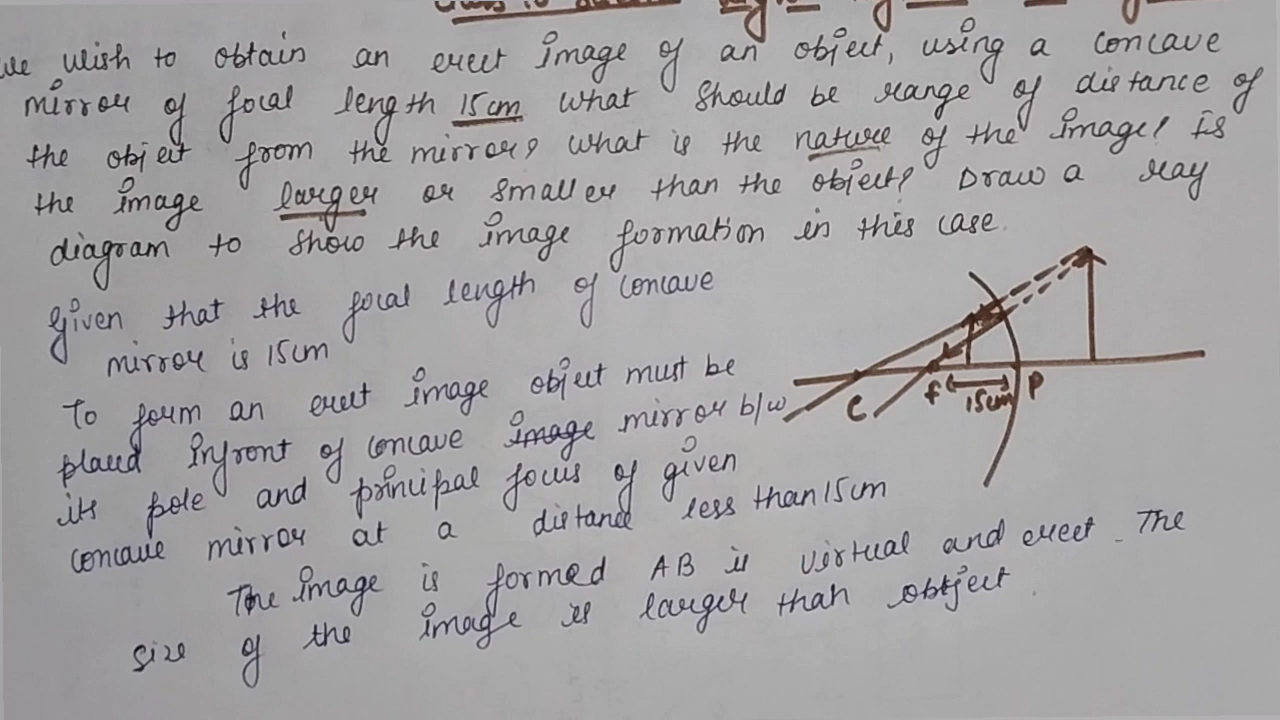 we wish to obtain an erect image of an object, using a concave
mirror of focal length 15cm what should be range of distance of
the object from the mirror? what is the nature of the image? Is
the image larger or smaller than the object? Draw a ray
diagram to show the image formation in this case.
Given that the focal length of concave
mirror is 15cm
To form an erect image object must be
placed infront of concave image mirror b/w
its pole and principal focus of given
concave mirror at a distance less than 15cm
The image is formed AB is virtual and erect. The
size of the image is larger than obtject
C f 15cm P